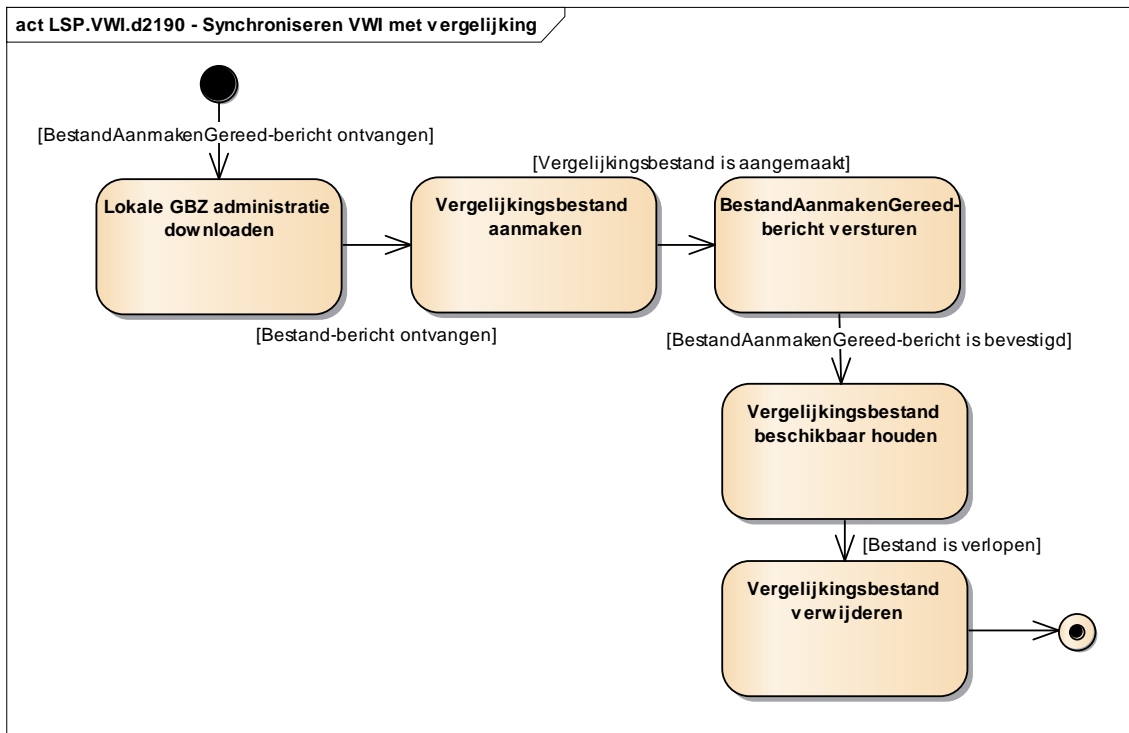 act LSP.VWI.d2190 - Synchroniseren VWI met vergelijking
[BestandAanmakenGereed-bericht ontvangen]
Lokale GBZ administratie
downloaden
[Bestand-bericht ontvangen]
Vergelijkingsbestand
aanmaken
[Vergelijkingsbestand is aangemaakt]
BestandAanmakenGereed-
bericht versturen
[BestandAanmakenGereed-bericht is bevestigd]
Vergelijkingsbestand
beschikbaar houden
[Bestand is verlopen]
Vergelijkingsbestand
verwijderen